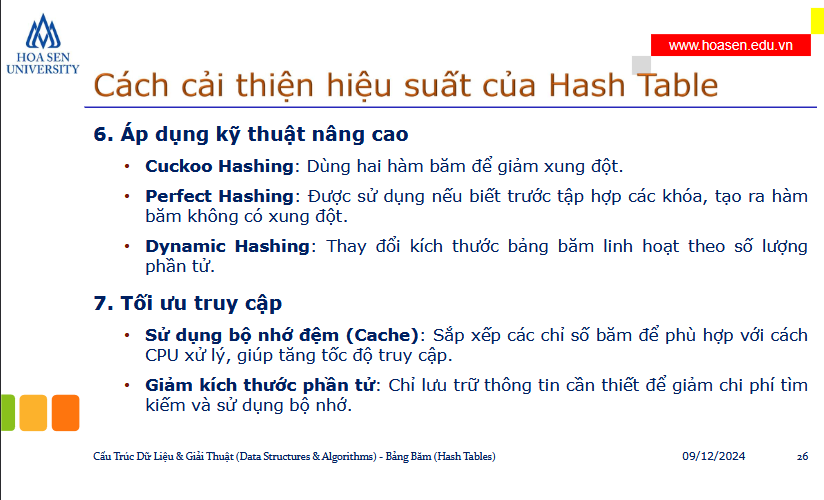 HOA SEN
UNIVERSITY
www.hoasen.edu.vn
Cách cải thiện hiệu suất của Hash Table
6. Áp dụng kỹ thuật nâng cao
• Cuckoo Hashing: Dùng hai hàm băm để giảm xung đột.
• Perfect Hashing: Được sử dụng nếu biết trước tập hợp các khóa, tạo ra hàm
băm không có xung đột.
• Dynamic Hashing: Thay đổi kích thước bảng băm linh hoạt theo số lượng
phần tử.
7. Tối ưu truy cập
• Sử dụng bộ nhớ đệm (Cache): Sắp xếp các chỉ số băm để phù hợp với cách
CPU xử lý, giúp tăng tốc độ truy cập.
• Giảm kích thước phần tử: Chỉ lưu trữ thông tin cần thiết để giảm chi phí tìm
kiếm và sử dụng bộ nhớ.
Cấu Trúc Dữ Liệu & Giải Thuật (Data Structures & Algorithms) - Bảng Băm (Hash Tables)
09/12/2024
26